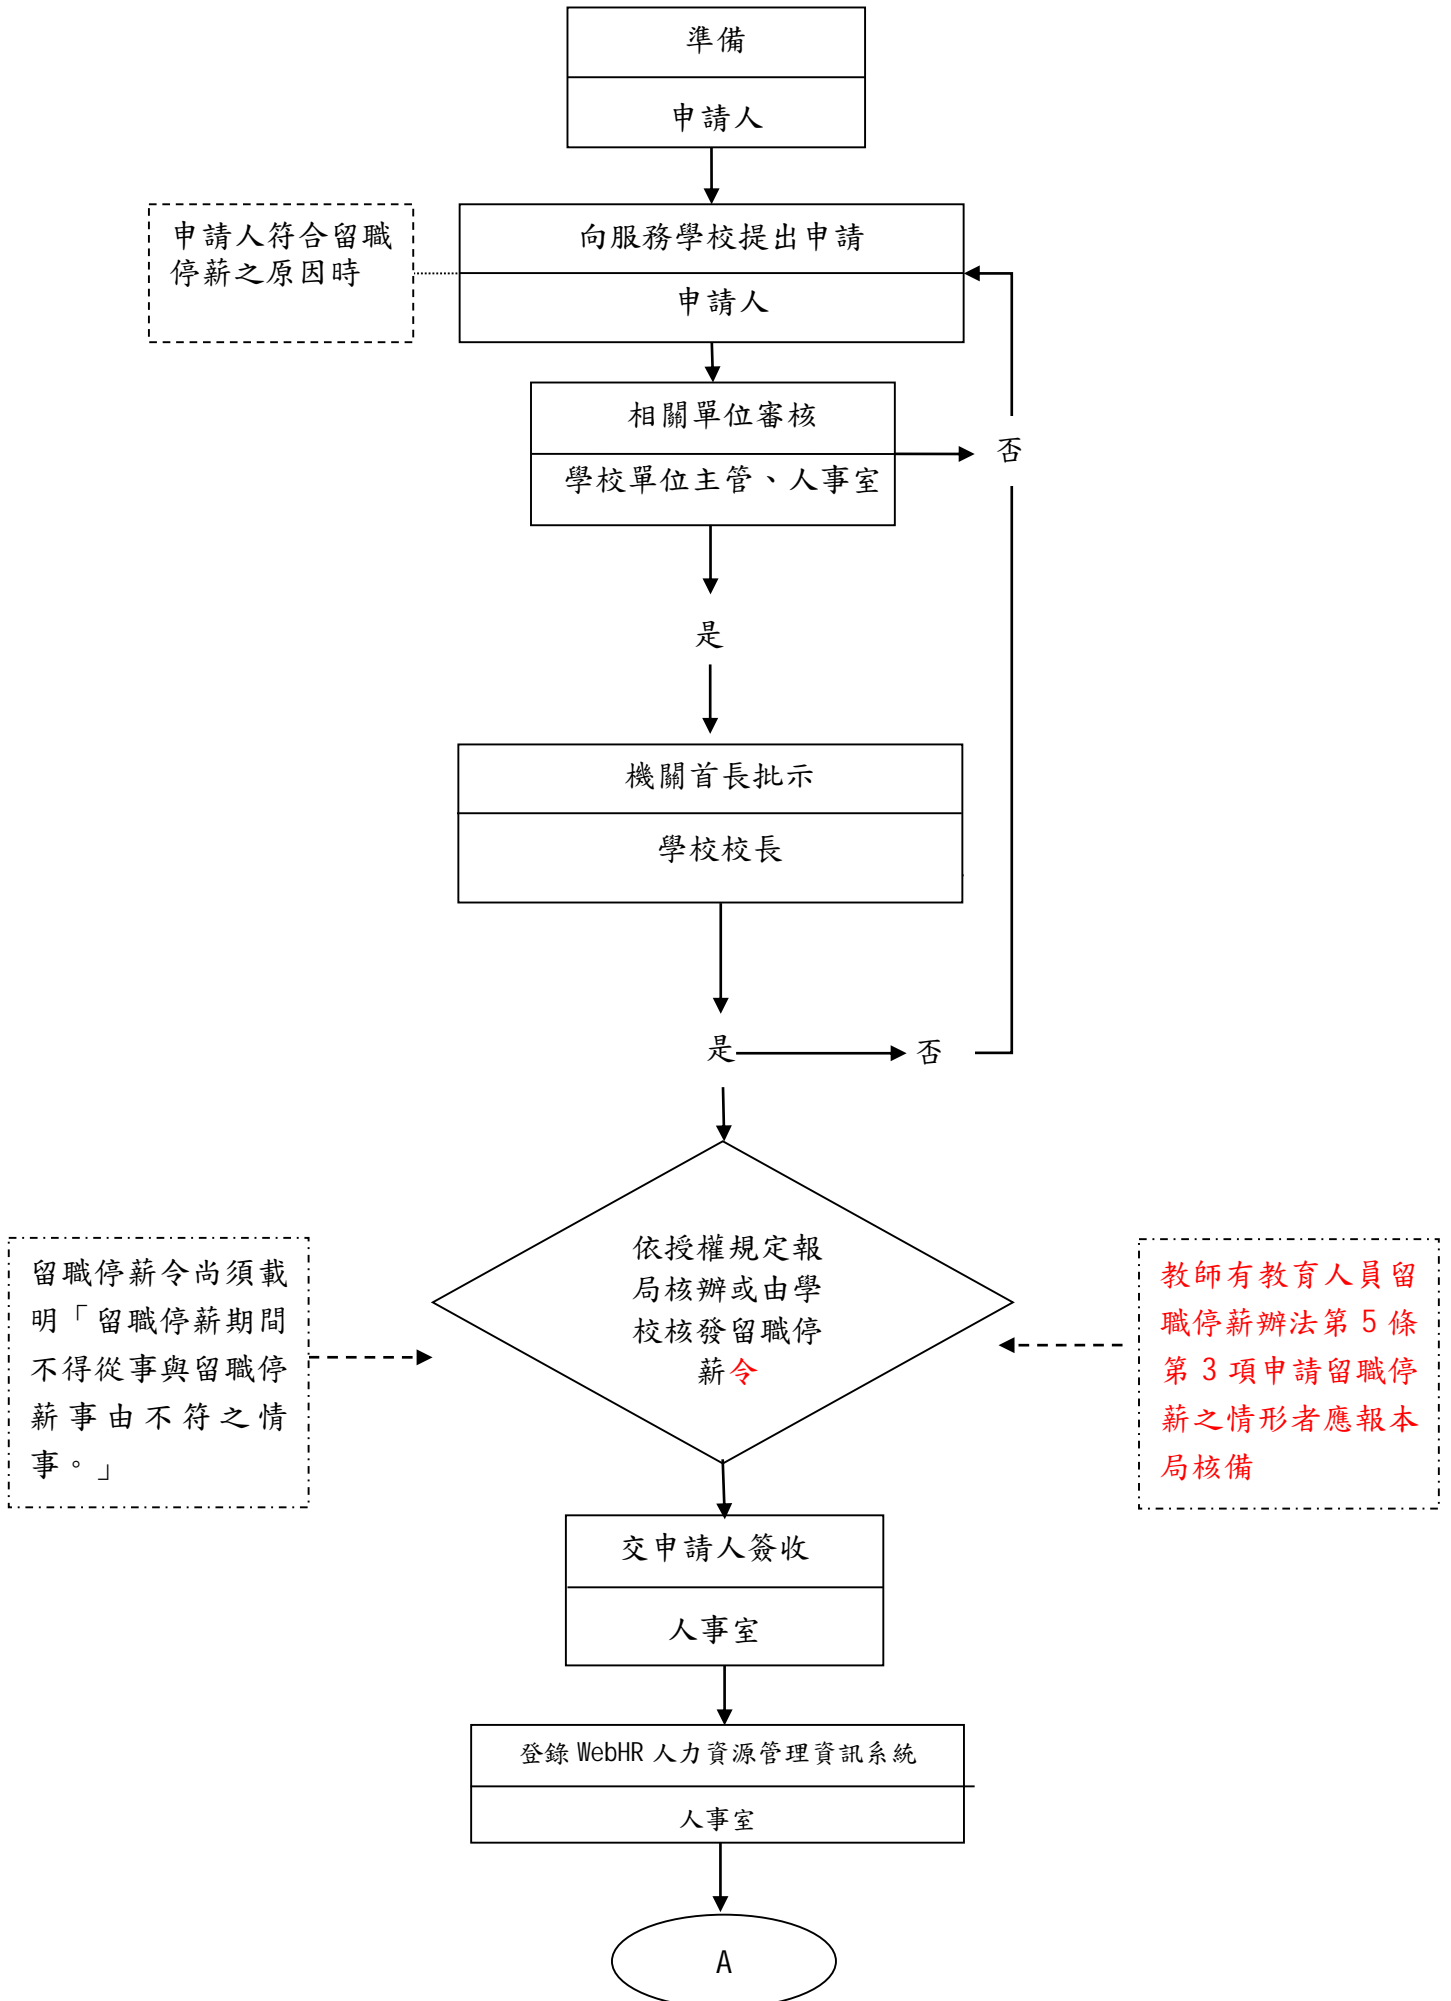 準備
申請人
申請人符合留職
停薪之原因時
向服務學校提出申請
申請人
相關單位審核
學校單位主管、人事室
否
是
機關首長批示
學校校長
是
否
依授權規定報
局核辦或由學
校核發留職停
薪令
留職停薪令尚須載
明「留職停薪期間
不得從事與留職停
薪事由不符之情
事。」
教師有教育人員留
職停薪辦法第5條
第3項申請留職停
薪之情形者應報本
局核備
交申請人簽收
人事室
登錄 WebHR 人力資源管理資訊系統
人事室
A